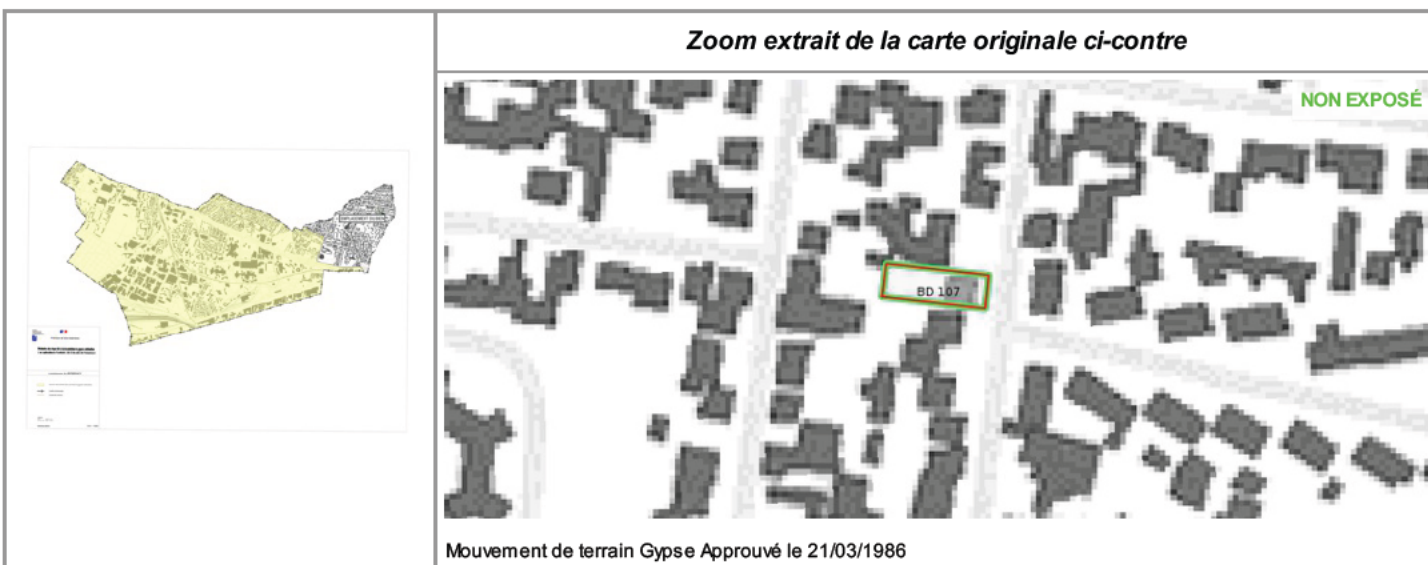 Zoom extrait de la carte originale ci-contre
NON EXPOSÉ
BD 107
Mouvement de terrain Gypse Approuvé le 21/03/1986